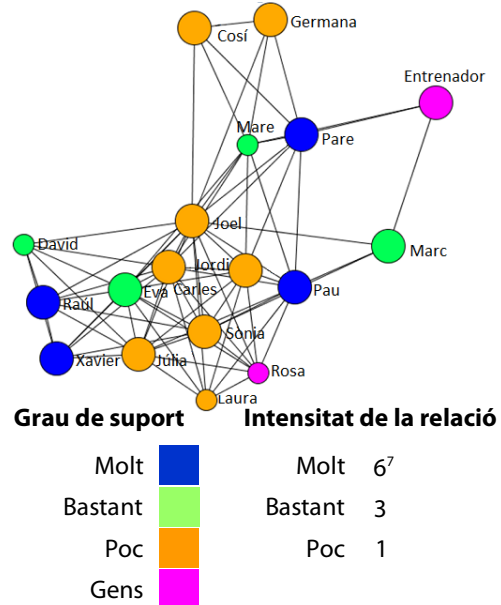 Germana
Cosí
Entrenador
Mare
Pare
Joel
David
Marc
Jordi
Eva
Carles
Raúl
Pau
Sònia
Xavier
Júlia
Rosa
Laura
Grau de suport
Intensitat de la relació
Molt
Molt 6⁷
Bastant
Bastant 3
Poc
Poc 1
Gens